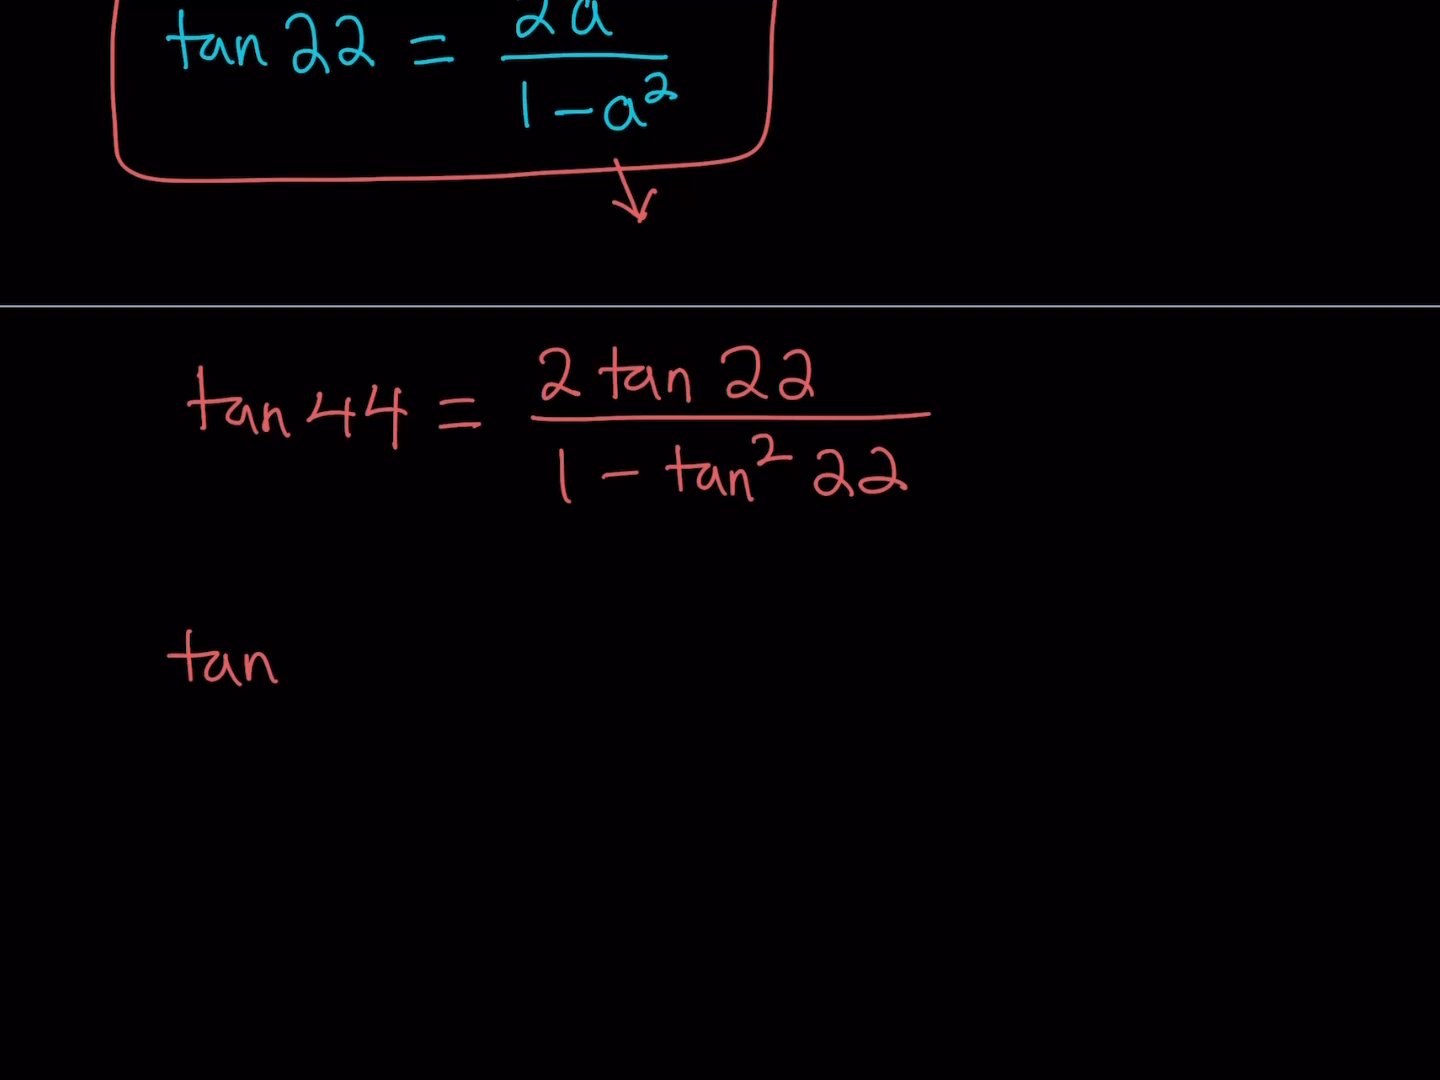 tan 22 = 2a / 1 - a²
tan 44 = 2 tan 22 / 1 - tan² 22
tan